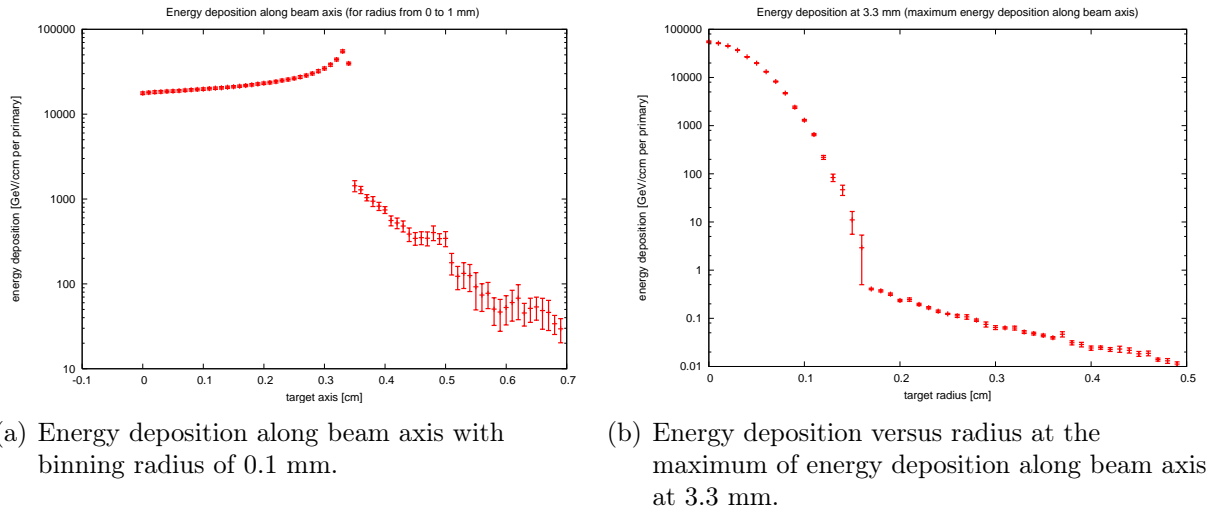 Energy deposition along beam axis (for radius from 0 to 1 mm)
100000
10000
1000
100
10
energy deposition [GeV/ccm per primary]
-0.1 0 0.1 0.2 0.3 0.4 0.5 0.6 0.7
target axis [cm]
Energy deposition at 3.3 mm (maximum energy deposition along beam axis)
100000
10000
1000
100
10
1
0.1
0.01
energy deposition [GeV/ccm per primary]
0 0.1 0.2 0.3 0.4 0.5
target radius [cm]
a) Energy deposition along beam axis with
binning radius of 0.1 mm.
(b) Energy deposition versus radius at the
maximum of energy deposition along beam axis
at 3.3 mm.